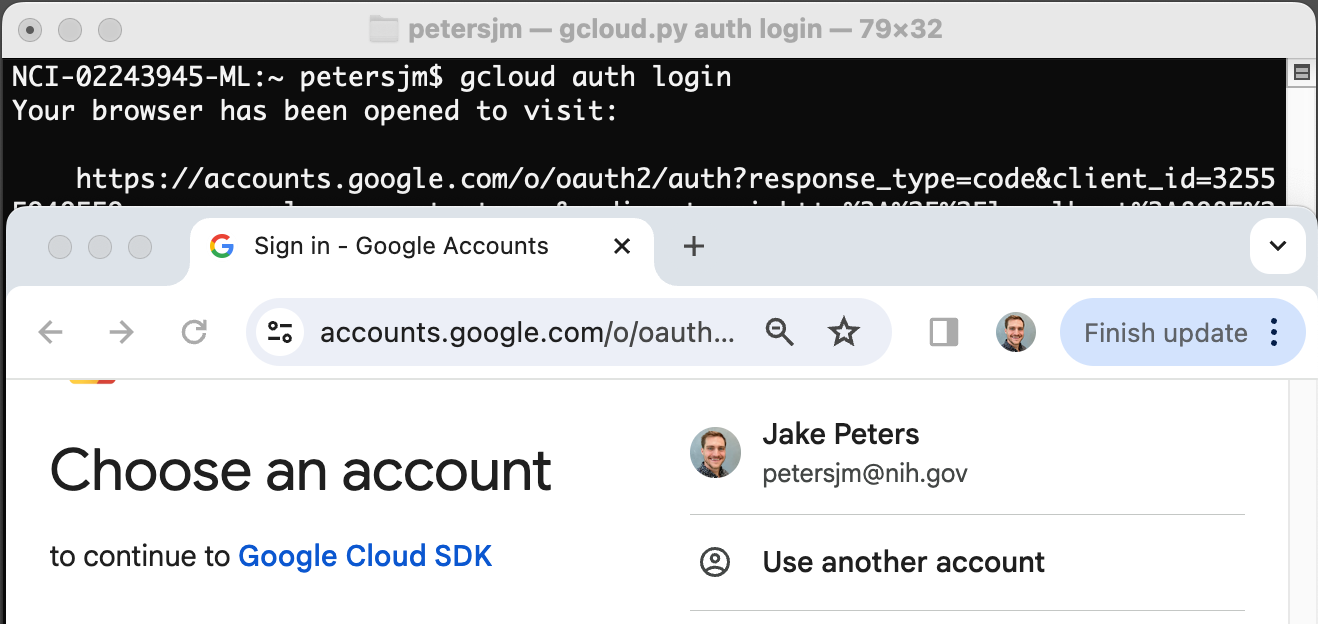 petersjm — gcloud.py auth login — 79×32
NCI-02243945-ML:~ petersjm$ gcloud auth login
Your browser has been opened to visit:
https://accounts.google.com/o/oauth2/auth?response_type=code&client_id=3255
Sign in - Google Accounts
accounts.google.com/o/oauth...
Finish update
Choose an account
to continue to Google Cloud SDK
Jake Peters
petersjm@nih.gov
Use another account